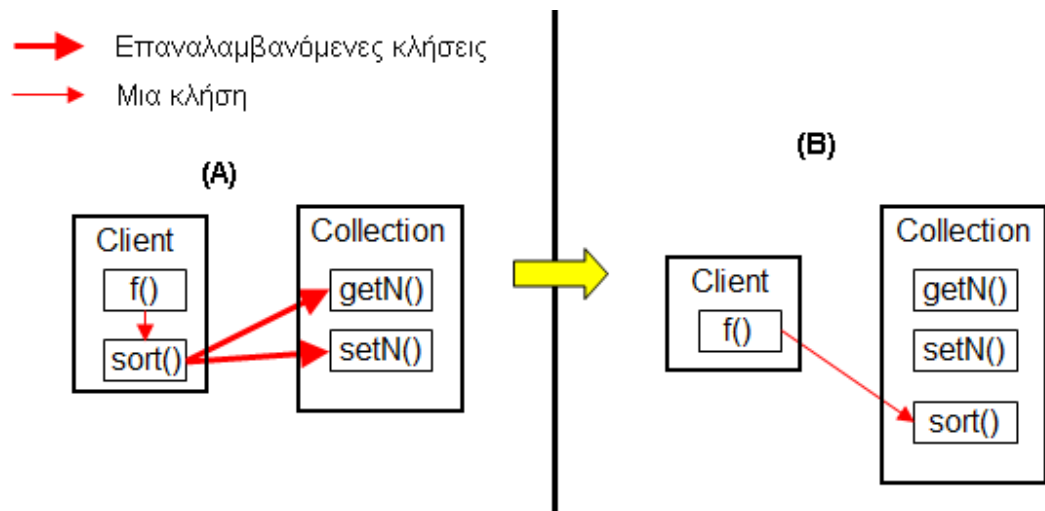 Επαναλαμβανόμενες κλήσεις
Μια κλήση
(A)
Client
f()
sort()
Collection
getN()
setN()
(B)
Client
f()
Collection
getN()
setN()
sort()